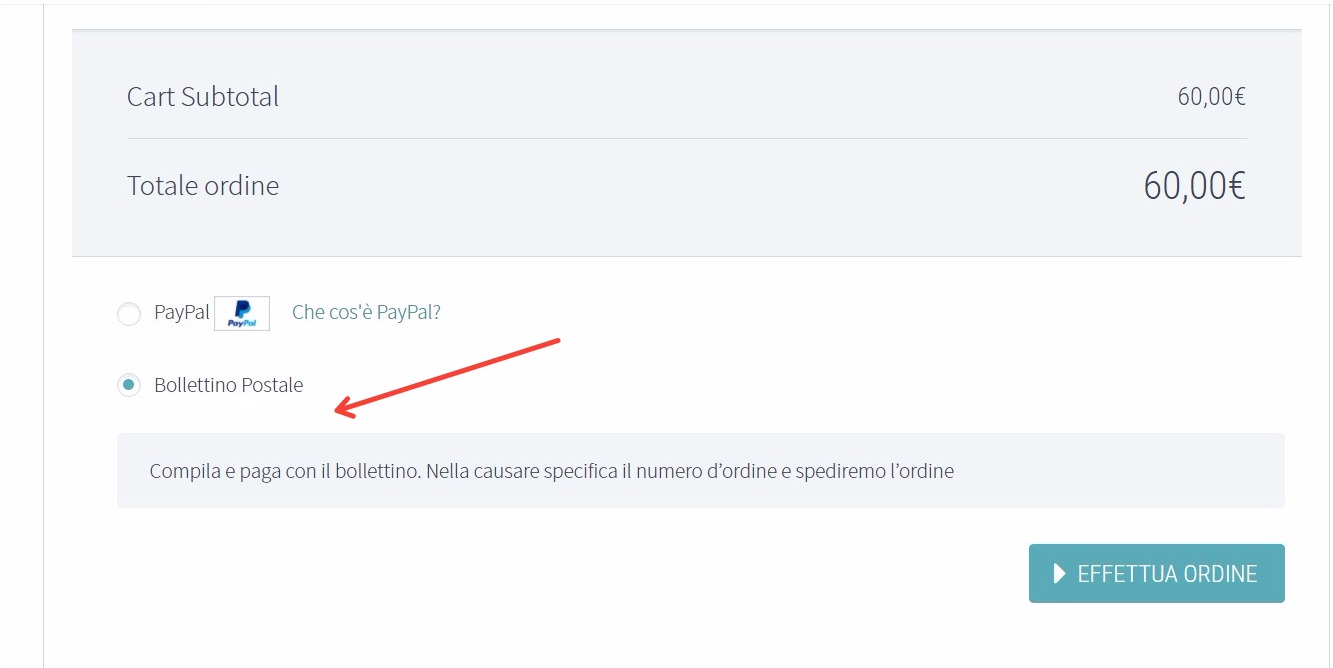 Cart Subtotal 60,00€
Totale ordine 60,00€
PayPal PayPal Che cos'è PayPal?
Bollettino Postale
Compila e paga con il bollettino. Nella causare specifica il numero d’ordine e spediremo l’ordine
EFFETTUA ORDINE